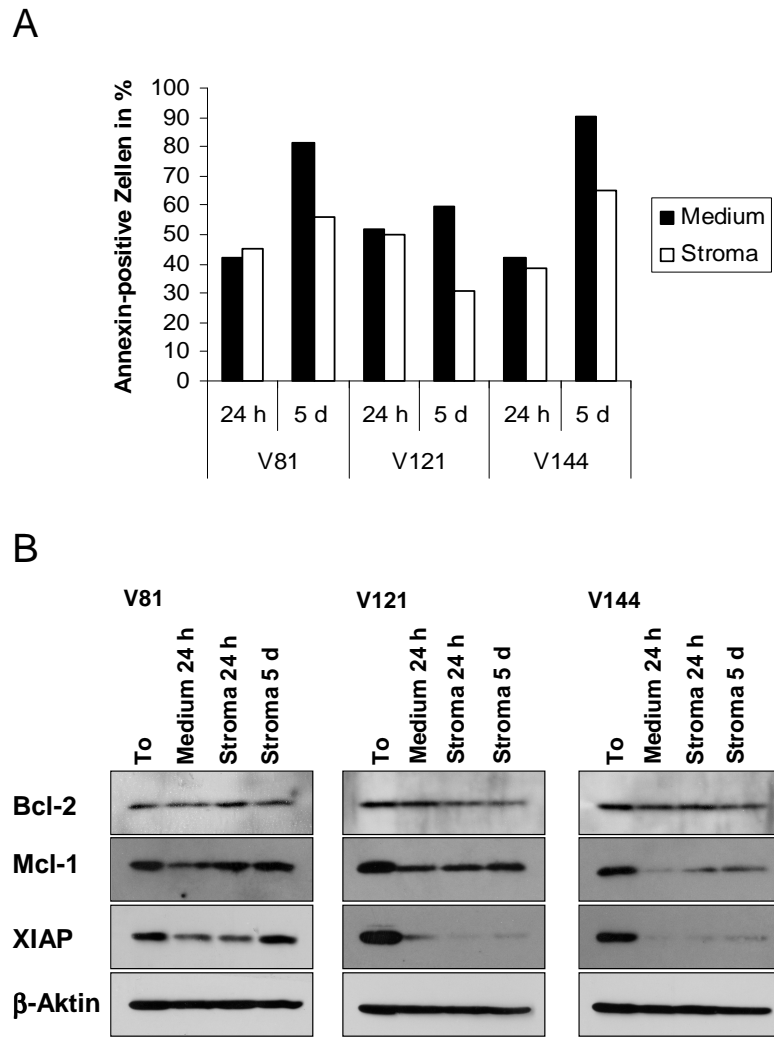 A
Annexin-positive Zellen in %
100
90
80
70
60
50
40
30
20
10
0
24 h 5 d 24 h 5 d 24 h 5 d
V81 V121 V144
Medium
Stroma
B
V81 V121 V144
To Medium 24 h Stroma 24 h Stroma 5 d To Medium 24 h Stroma 24 h Stroma 5 d To Medium 24 h Stroma 24 h Stroma 5 d
Bcl-2
Mcl-1
XIAP
β-Aktin